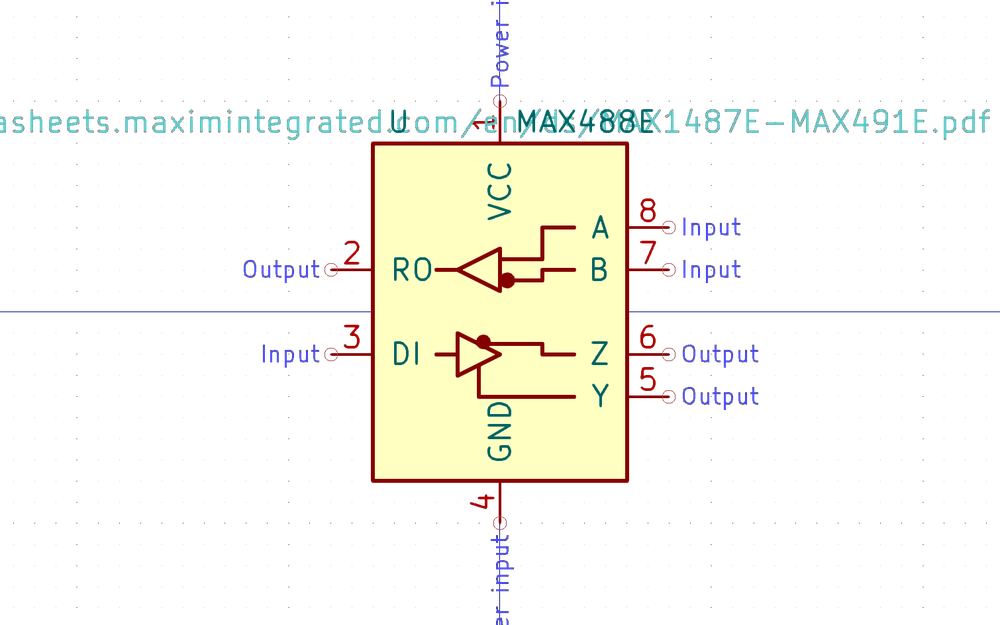 Power i
asheets.maximintegrated.com/en/ds/MAX1487E-MAX491E.pdf
U 1 MAX488E
VCC
8 A Input
Output 2 RO B 7 Input
Input 3 DI Z 6 Output
Y 5 Output
GND
4
er input